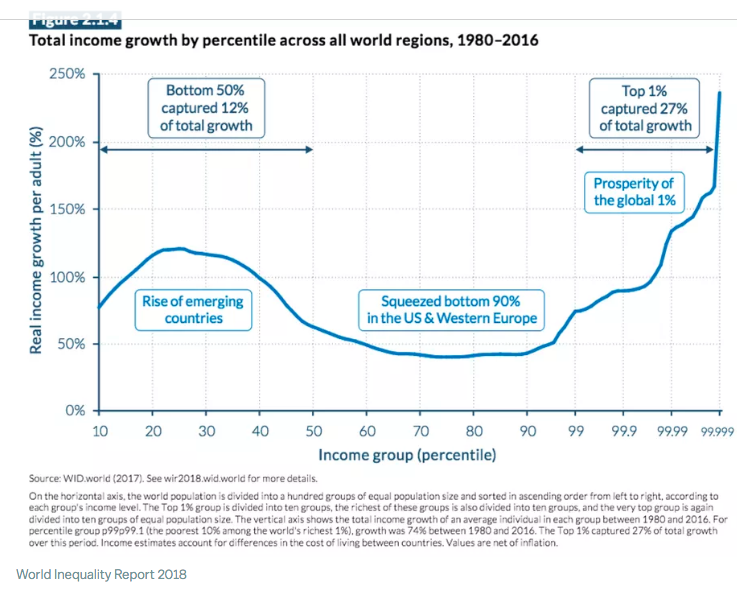 Figure 2.1.4
Total income growth by percentile across all world regions, 1980–2016
250%
200%
150%
100%
50%
0%
Real income growth per adult (%)
Bottom 50%
captured 12%
of total growth
Top 1%
captured 27%
of total growth
Prosperity of
the global 1%
Rise of emerging
countries
Squeezed bottom 90%
in the US & Western Europe
10 20 30 40 50 60 70 80 90 99 99.9 99.99 99.999
Income group (percentile)
Source: WID.world (2017). See wir2018.wid.world for more details.
On the horizontal axis, the world population is divided into a hundred groups of equal population size and sorted in ascending order from left to right, according to
each group's income level. The Top 1% group is divided into ten groups, the richest of these groups is also divided into ten groups, and the very top group is again
divided into ten groups of equal population size. The vertical axis shows the total income growth of an average individual in each group between 1980 and 2016. For
percentile group p99p99.1 (the poorest 10% among the world's richest 1%), growth was 74% between 1980 and 2016. The Top 1% captured 27% of total growth
over this period. Income estimates account for differences in the cost of living between countries. Values are net of inflation.
World Inequality Report 2018